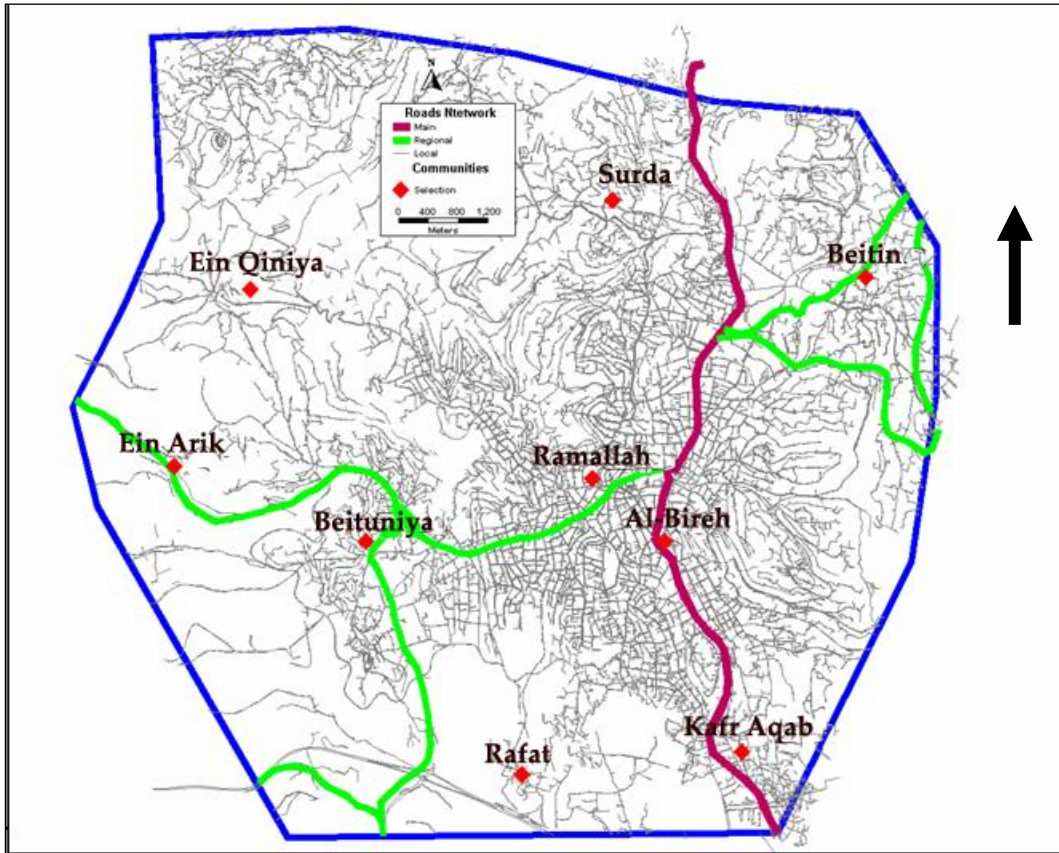 N
Roads Ntetwork
Main
Regional
Local
Communities
Selection
0 400 800 1,200
Meters
Surda
Beitin
Ein Qiniya
Ein Arik
Ramallah
Beituniya
Al-Bireh
Kafr Aqab
Rafat